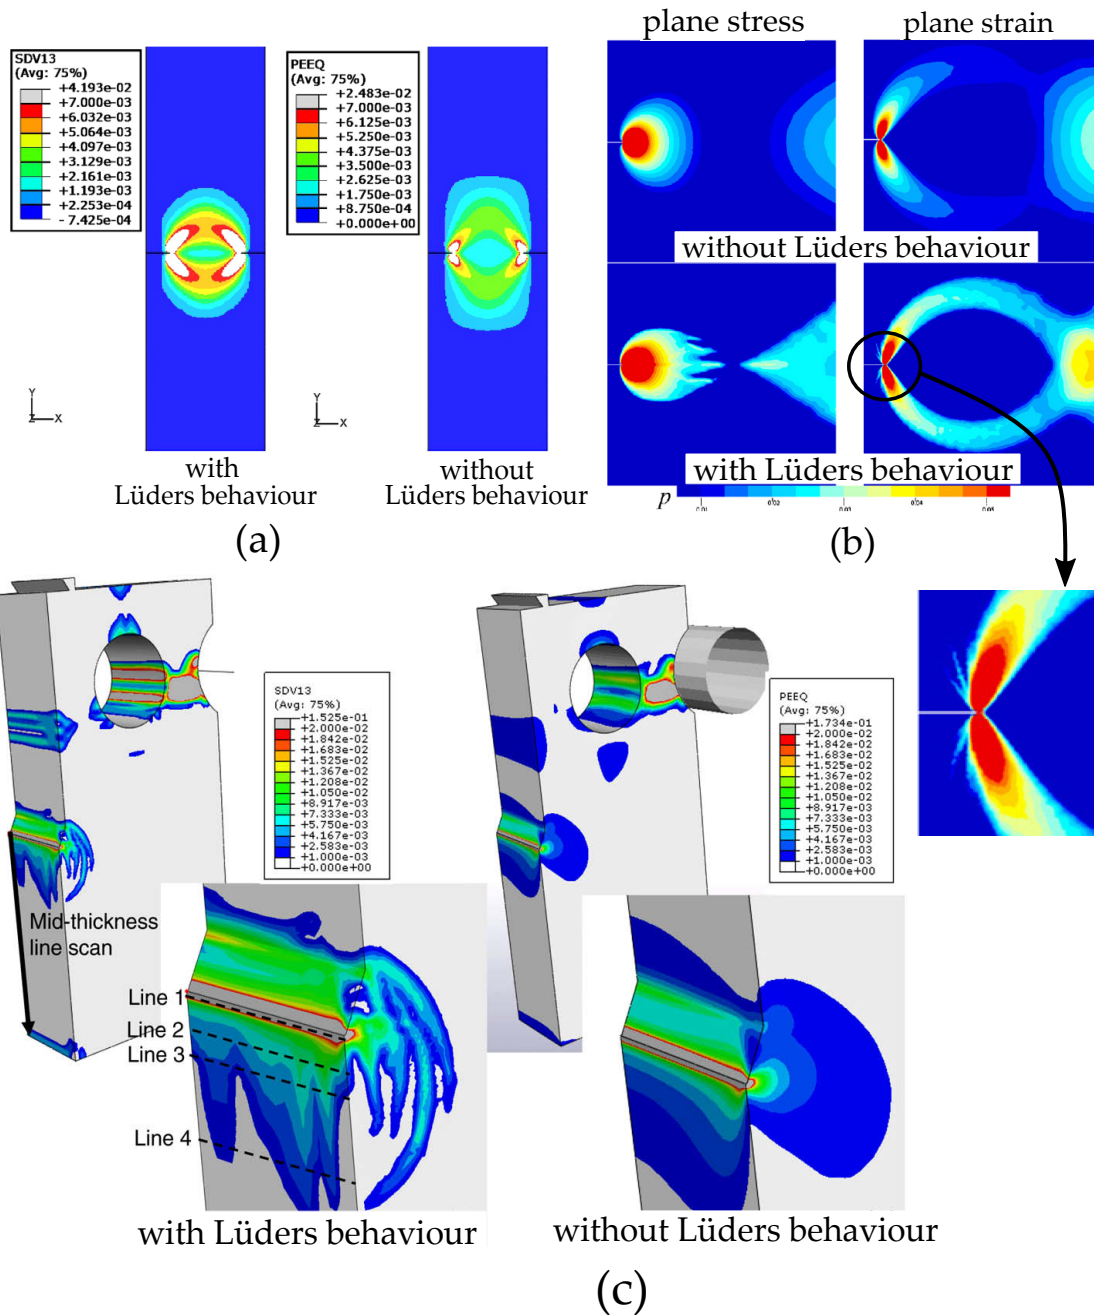 plane stress
plane strain
SDV13
(Avg: 75%)
+4.193e-02
+7.000e-03
+6.032e-03
+5.064e-03
+4.097e-03
+3.129e-03
+2.161e-03
+1.193e-03
+2.253e-04
-7.425e-04
PEEQ
(Avg: 75%)
+2.483e-02
+7.000e-03
+6.125e-03
+5.250e-03
+4.375e-03
+3.500e-03
+2.625e-03
+1.750e-03
+8.750e-04
+0.000e+00
Y
Z X
Y
Z X
with
Lüders behaviour
without
Lüders behaviour
(a)
without Lüders behaviour
with Lüders behaviour
p
0.01 0.02 0.03 0.04 0.05
(b)
SDV13
(Avg: 75%)
+1.525e-01
+2.000e-02
+1.842e-02
+1.683e-02
+1.525e-02
+1.367e-02
+1.208e-02
+1.050e-02
+8.917e-03
+7.333e-03
+5.750e-03
+4.167e-03
+2.583e-03
+1.000e-03
+0.000e+00
PEEQ
(Avg: 75%)
+1.734e-01
+2.000e-02
+1.842e-02
+1.683e-02
+1.525e-02
+1.367e-02
+1.208e-02
+1.050e-02
+8.917e-03
+7.333e-03
+5.750e-03
+4.167e-03
+2.583e-03
+1.000e-03
+0.000e+00
Mid-thickness
line scan
Line 1
Line 2
Line 3
Line 4
with Lüders behaviour
without Lüders behaviour
(c)